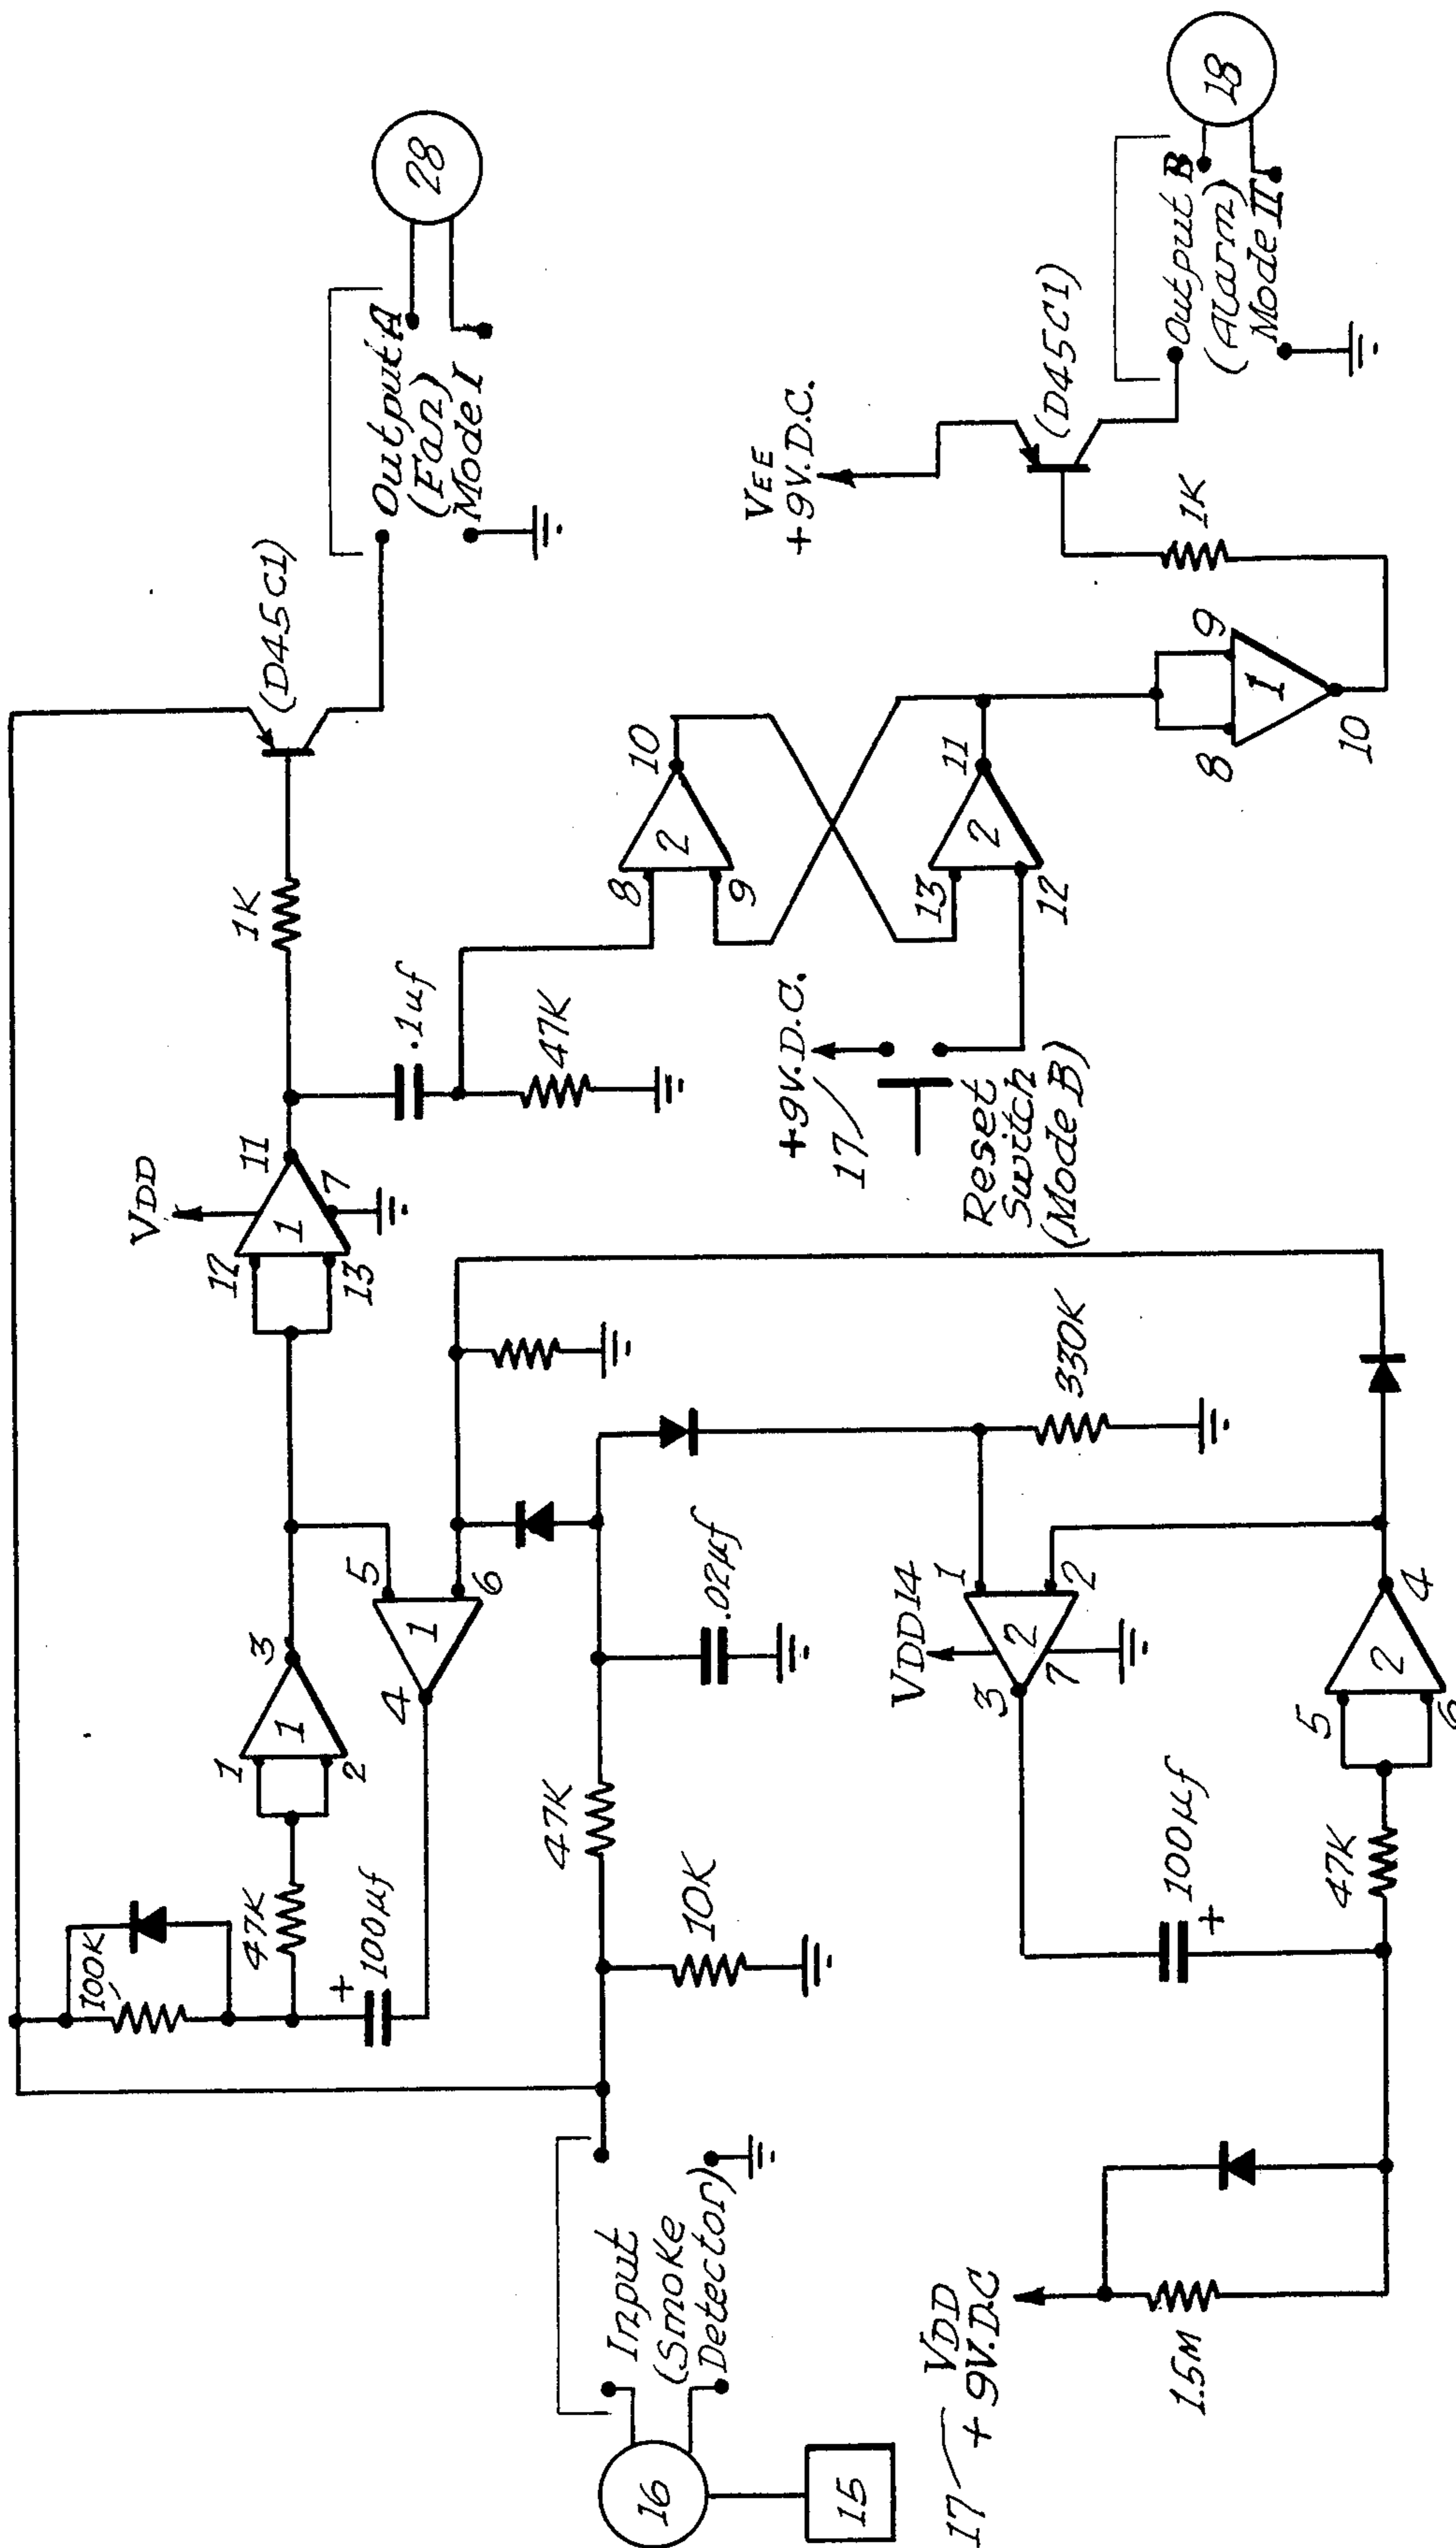 VDD
100K
47K
1
2
1
3
12
13
1
11
7
1K
(D45C1)
Output A
(Fan)
Mode I
28
+
100µf
4
1
5
6
.1uf
47K
8
9
2
10
Input
(Smoke
Detector)
16
15
47K
10K
.02µf
330K
+9V.D.C.
17
Reset
Switch
(Mode B)
13
12
2
11
8
9
1
10
1K
VEE
+9V.D.C.
(D45C1)
Output B
(Alarm)
Mode II
18
17
VDD
+9V.D.C
1.5M
100µf
+
47K
VDD14
3
2
7
1
2
5
6
2
4